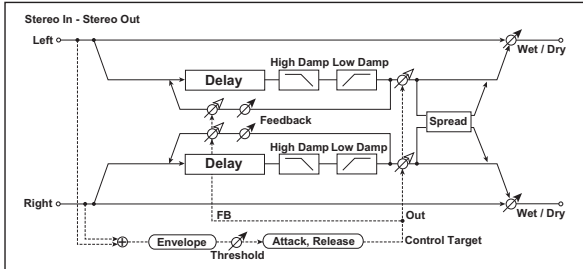 Stereo In - Stereo Out
Left
Wet / Dry
High Damp Low Damp
Delay
Feedback
Spread
High Damp Low Damp
Delay
Right
Wet / Dry
FB
Out
Envelope
Threshold
Attack, Release
Control Target